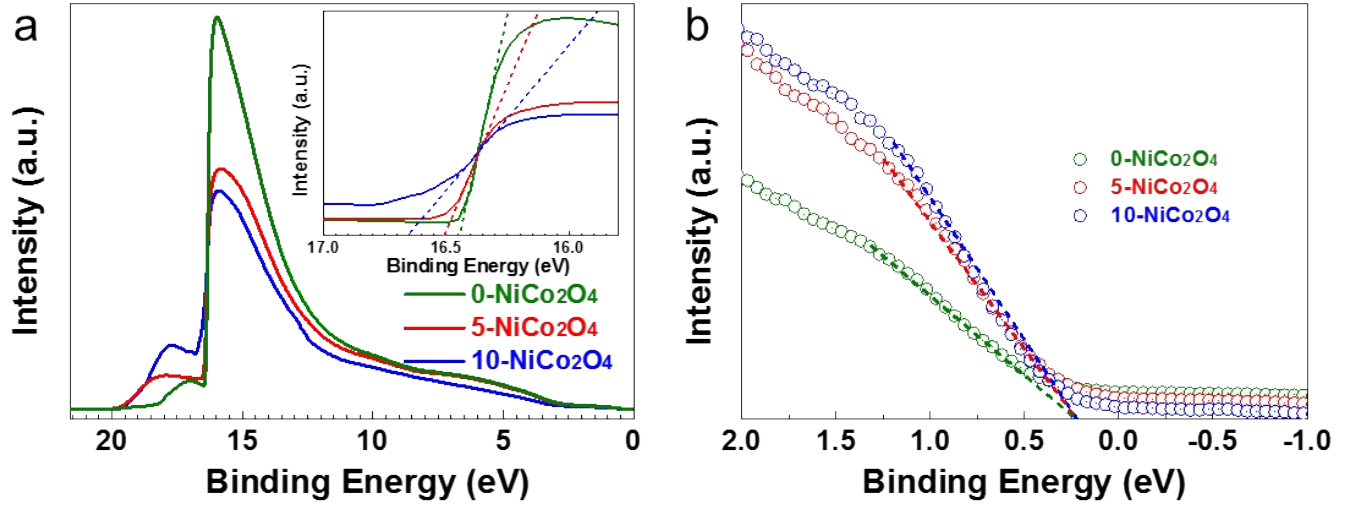 a
Intensity (a.u.)
20
15
10
5
0
Binding Energy (eV)
Intensity (a.u.)
17.0
16.5
16.0
Binding Energy (eV)
0-NiCo₂O₄
5-NiCo₂O₄
10-NiCo₂O₄
b
Intensity (a.u.)
0-NiCo₂O₄
5-NiCo₂O₄
10-NiCo₂O₄
2.0
1.5
1.0
0.5
0.0
-0.5
-1.0
Binding Energy (eV)